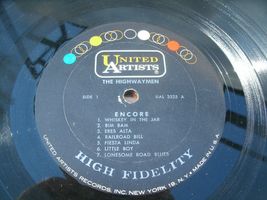 UNITED
ARTISTS
THE HIGHWAYMEN
SIDE 1
UAL 3225 A
ENCORE
1. WHISKEY IN THE JAR
2. BIM BAM
3. ERES ALTA
4. RAILROAD BILL
5. FIESTA LINDA
6. LITTLE BOY
7. LONESOME ROAD BLUES
HIGH FIDELITY
UNITED ARTISTS RECORDS, INC. NEW YORK 19, N.Y.